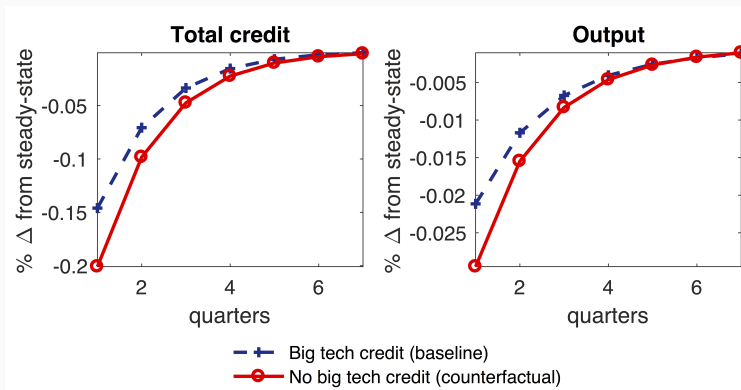 Total credit
% Δ from steady-state
-0.05
-0.1
-0.15
-0.2
2
4
6
quarters
Output
% Δ from steady-state
-0.005
-0.01
-0.015
-0.02
-0.025
2
4
6
quarters
Big tech credit (baseline)
No big tech credit (counterfactual)